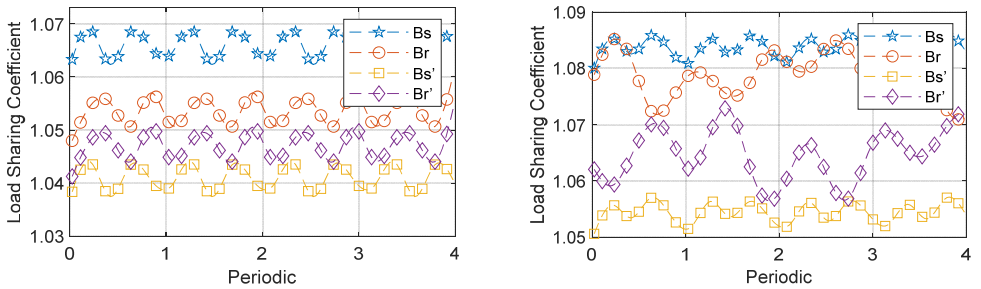 Load Sharing Coefficient
1.07
1.06
1.05
1.04
1.03
0
1
2
3
4
Periodic
Bs
Br
Bs'
Br'
Load Sharing Coefficient
1.09
1.08
1.07
1.06
1.05
0
1
2
3
4
Periodic
Bs
Br
Bs'
Br'